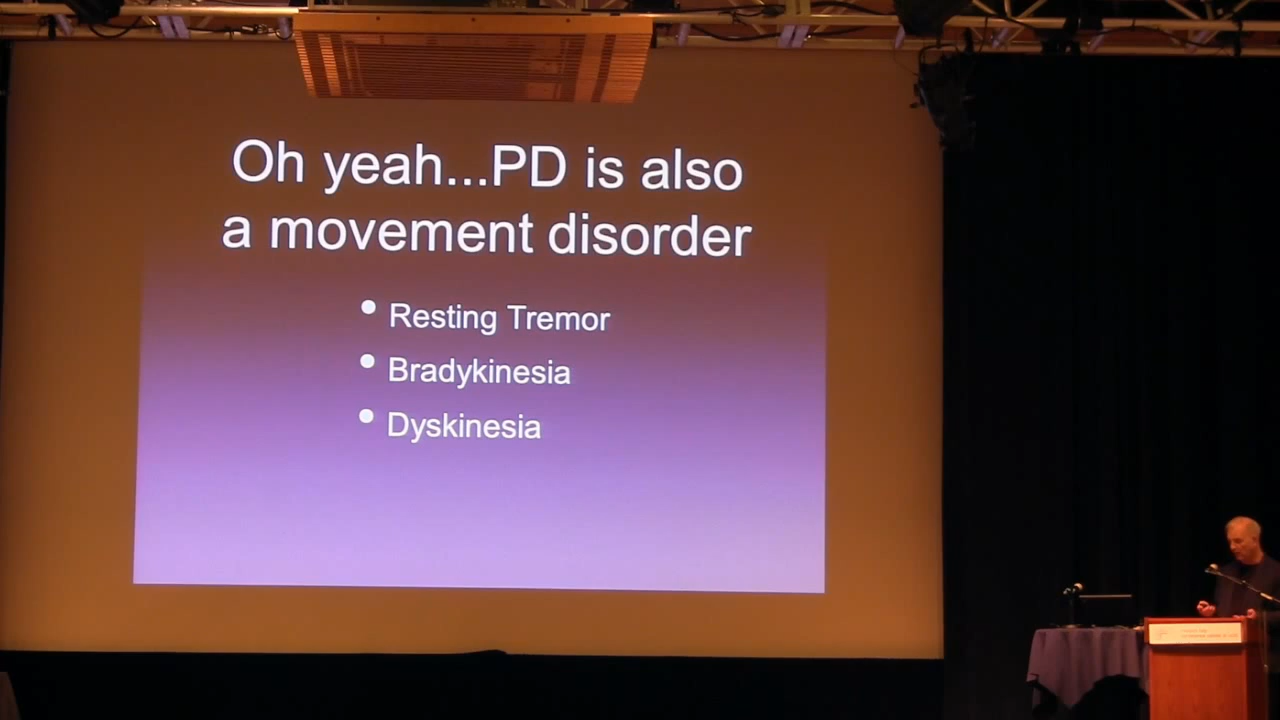 Oh yeah...PD is also
a movement disorder
• Resting Tremor
• Bradykinesia
• Dyskinesia